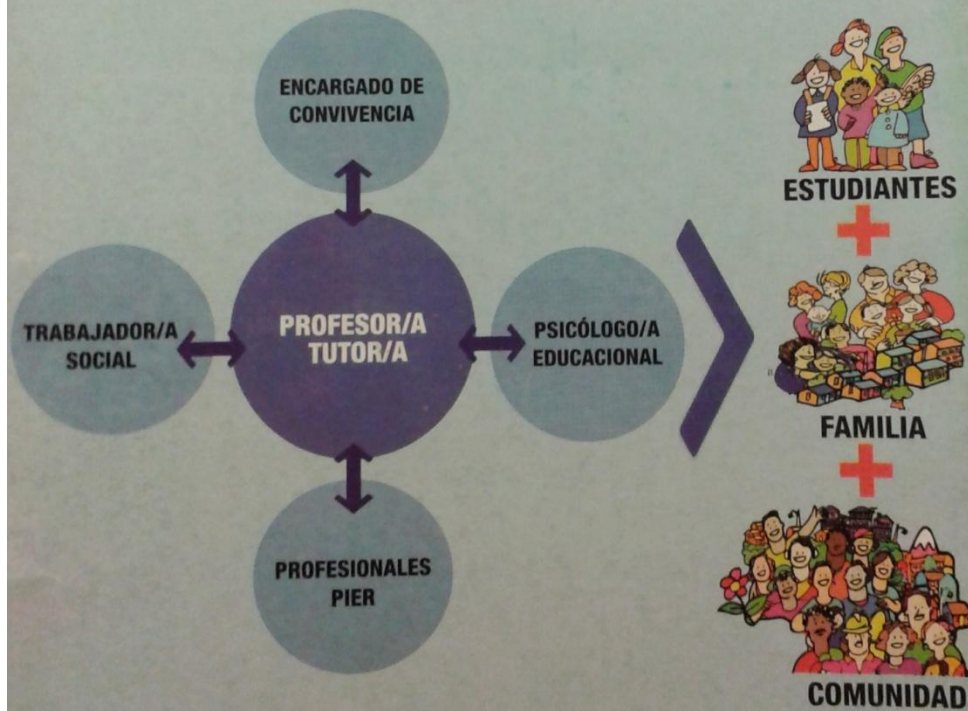 ENCARGADO DE
CONVIVENCIA
TRABAJADOR/A
SOCIAL
PROFESOR/A
TUTOR/A
PSICÓLOGO/A
EDUCACIONAL
PROFESIONALES
PIER
ESTUDIANTES
FAMILIA
COMUNIDAD